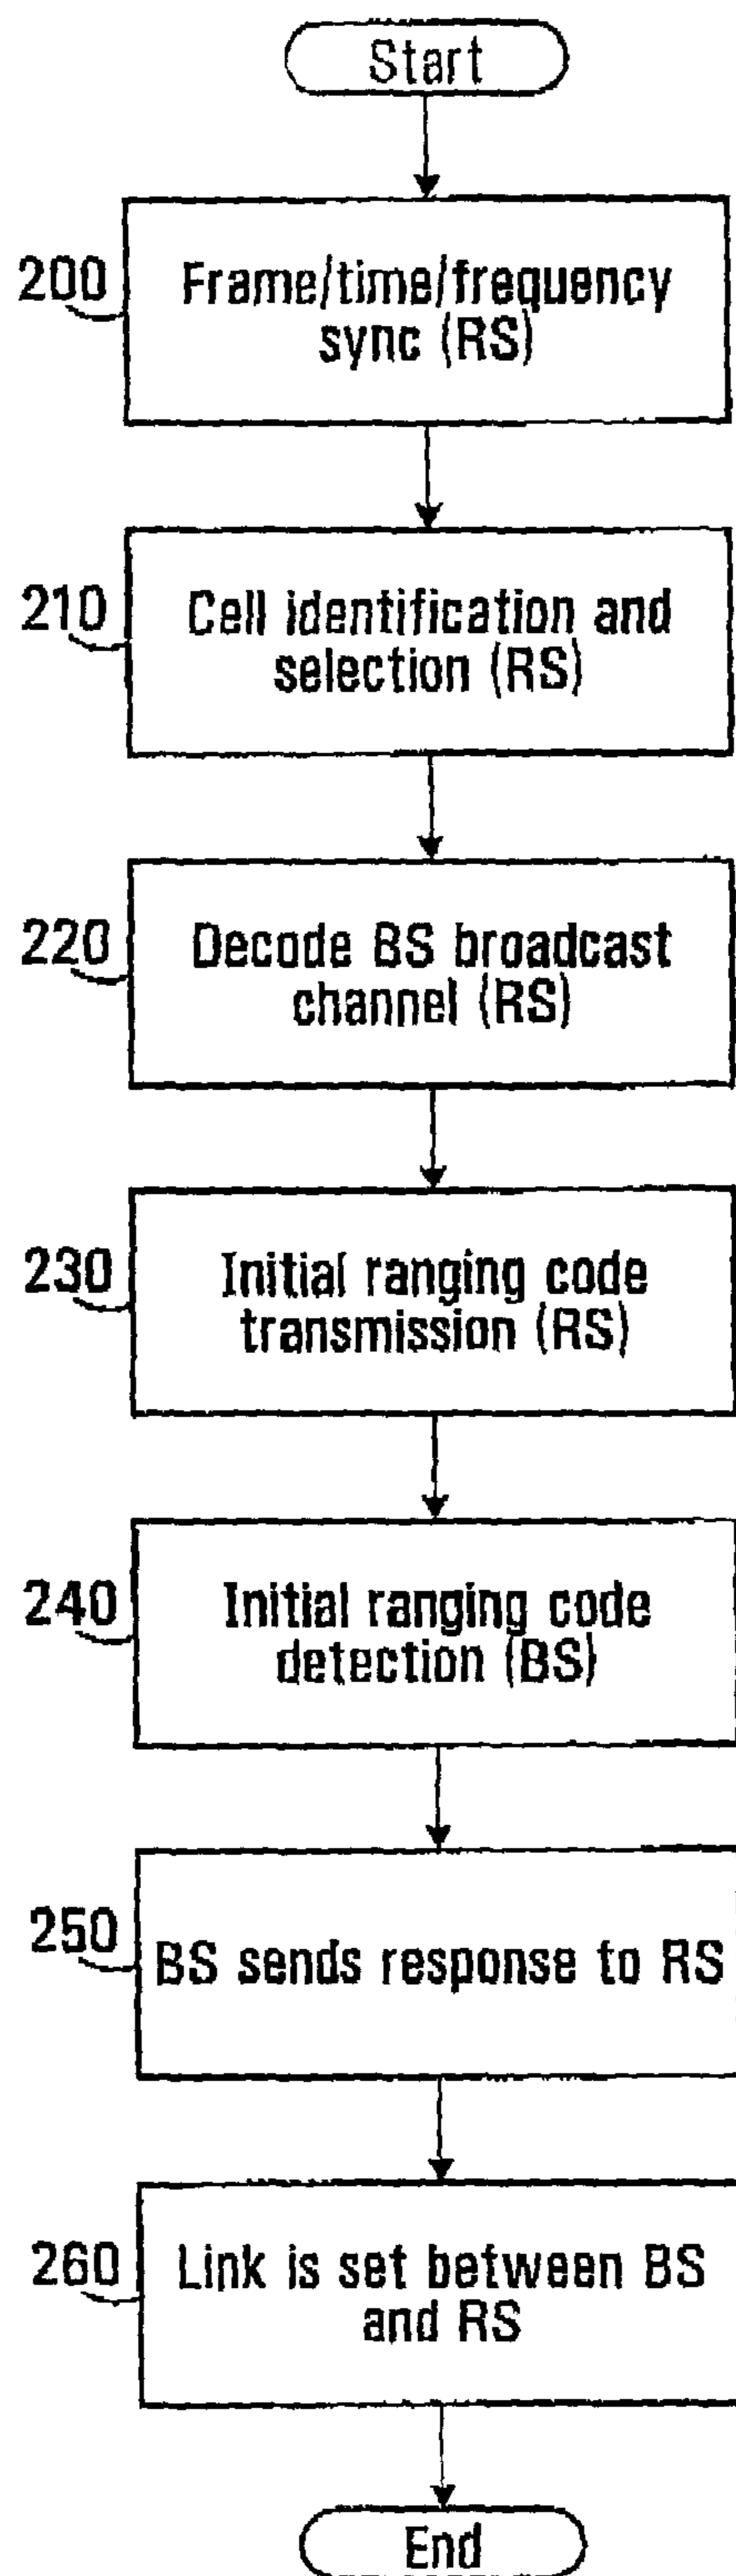 Start
200
Frame/time/frequency
sync (RS)
210
Cell identification and
selection (RS)
220
Decode BS broadcast
channel (RS)
230
Initial ranging code
transmission (RS)
240
Initial ranging code
detection (BS)
250
BS sends response to RS
260
Link is set between BS
and RS
End